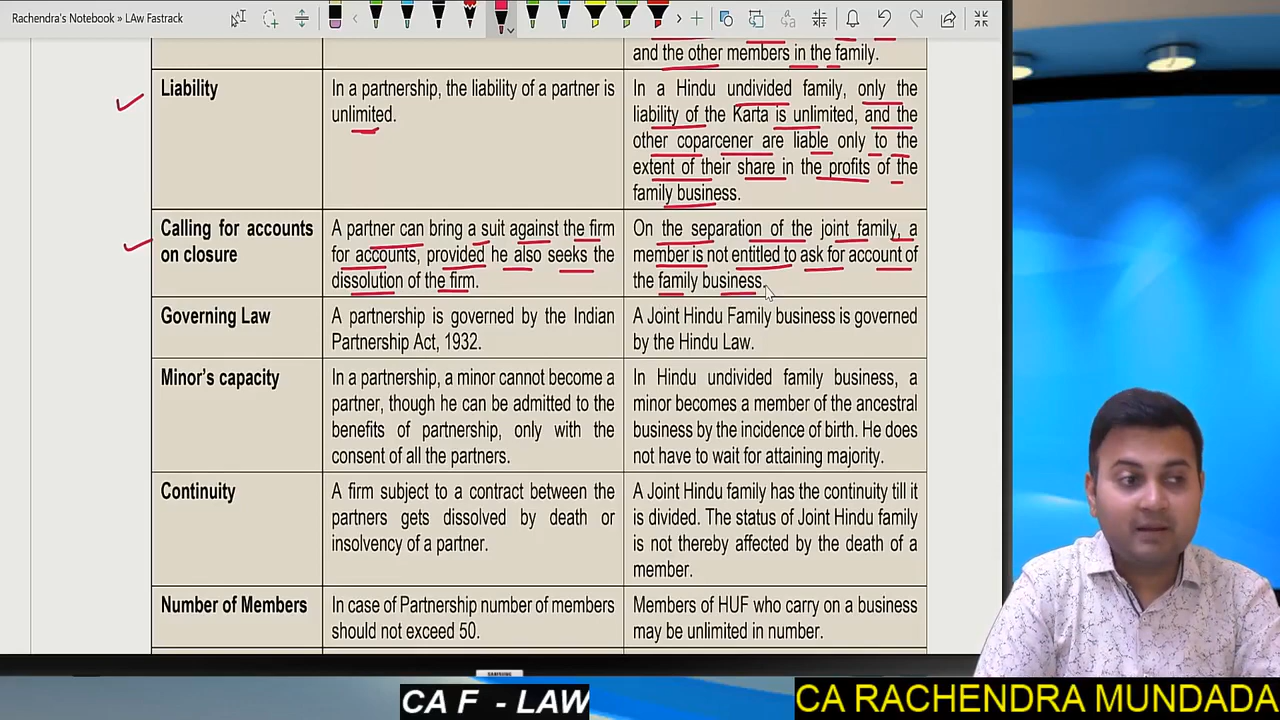 Rachendra's Notebook » LAw Fastrack
and the other members in the family.
Liability
In a partnership, the liability of a partner is
unlimited.
In a Hindu undivided family, only the
liability of the Karta is unlimited, and the
other coparcener are liable only to the
extent of their share in the profits of the
family business.
Calling for accounts
on closure
A partner can bring a suit against the firm
for accounts, provided he also seeks the
dissolution of the firm.
On the separation of the joint family, a
member is not entitled to ask for account of
the family business.
Governing Law
A partnership is governed by the Indian
Partnership Act, 1932.
A Joint Hindu Family business is governed
by the Hindu Law.
Minor's capacity
In a partnership, a minor cannot become a
partner, though he can be admitted to the
benefits of partnership, only with the
consent of all the partners.
In Hindu undivided family business, a
minor becomes a member of the ancestral
business by the incidence of birth. He does
not have to wait for attaining majority.
Continuity
A firm subject to a contract between the
partners gets dissolved by death or
insolvency of a partner.
A Joint Hindu family has the continuity till it
is divided. The status of Joint Hindu family
is not thereby affected by the death of a
member.
Number of Members
In case of Partnership number of members
should not exceed 50.
Members of HUF who carry on a business
may be unlimited in number.
SAMSUNG
CA F - LAW
CA RACHENDRA MUNDADA